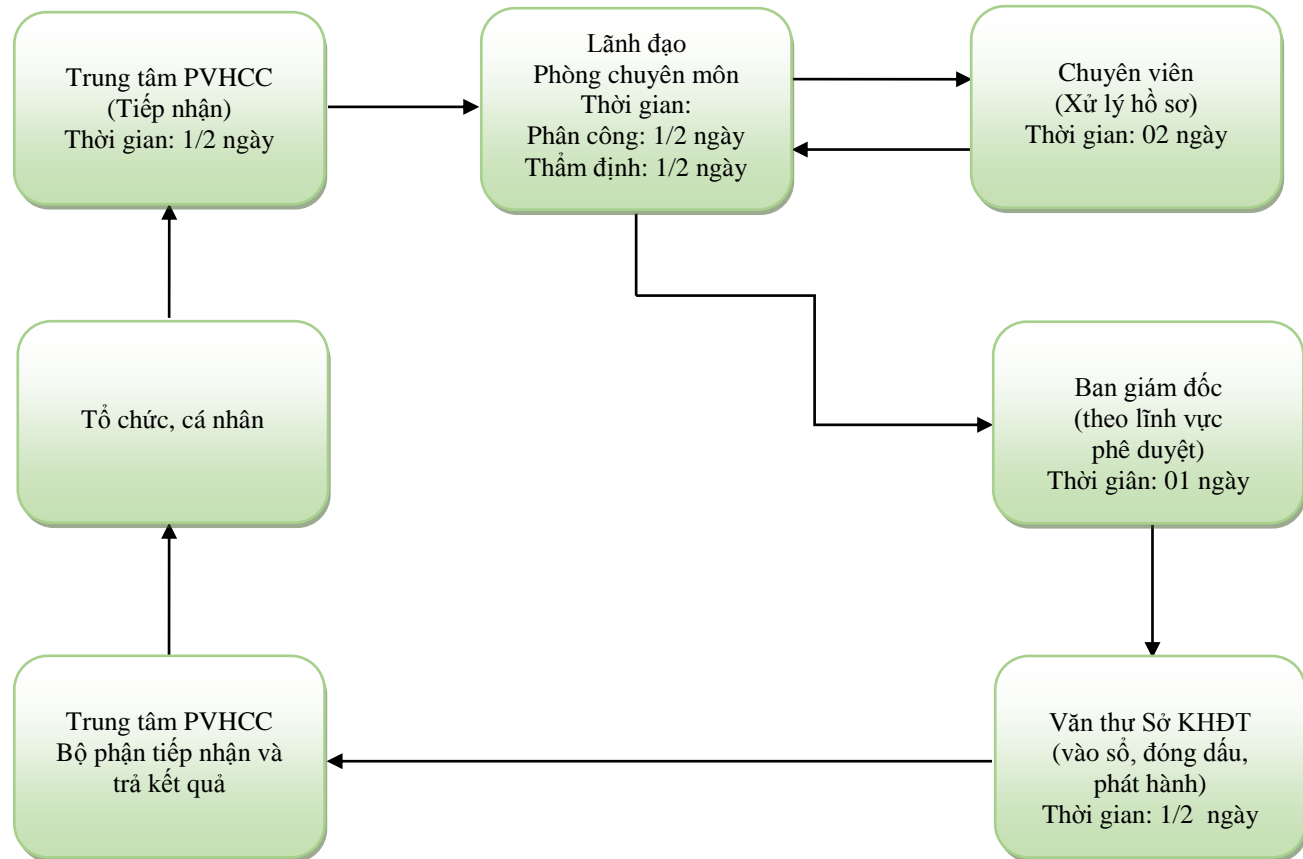 Trung tâm PVHCC
(Tiếp nhận)
Thời gian: 1/2 ngày
Lãnh đạo
Phòng chuyên môn
Thời gian:
Phân công: 1/2 ngày
Thẩm định: 1/2 ngày
Chuyên viên
(Xử lý hồ sơ)
Thời gian: 02 ngày
Tổ chức, cá nhân
Ban giám đốc
(theo lĩnh vực
phê duyệt)
Thời giân: 01 ngày
Trung tâm PVHCC
Bộ phận tiếp nhận và
trả kết quả
Văn thư Sở KHĐT
(vào sổ, đóng dấu,
phát hành)
Thời gian: 1/2 ngày